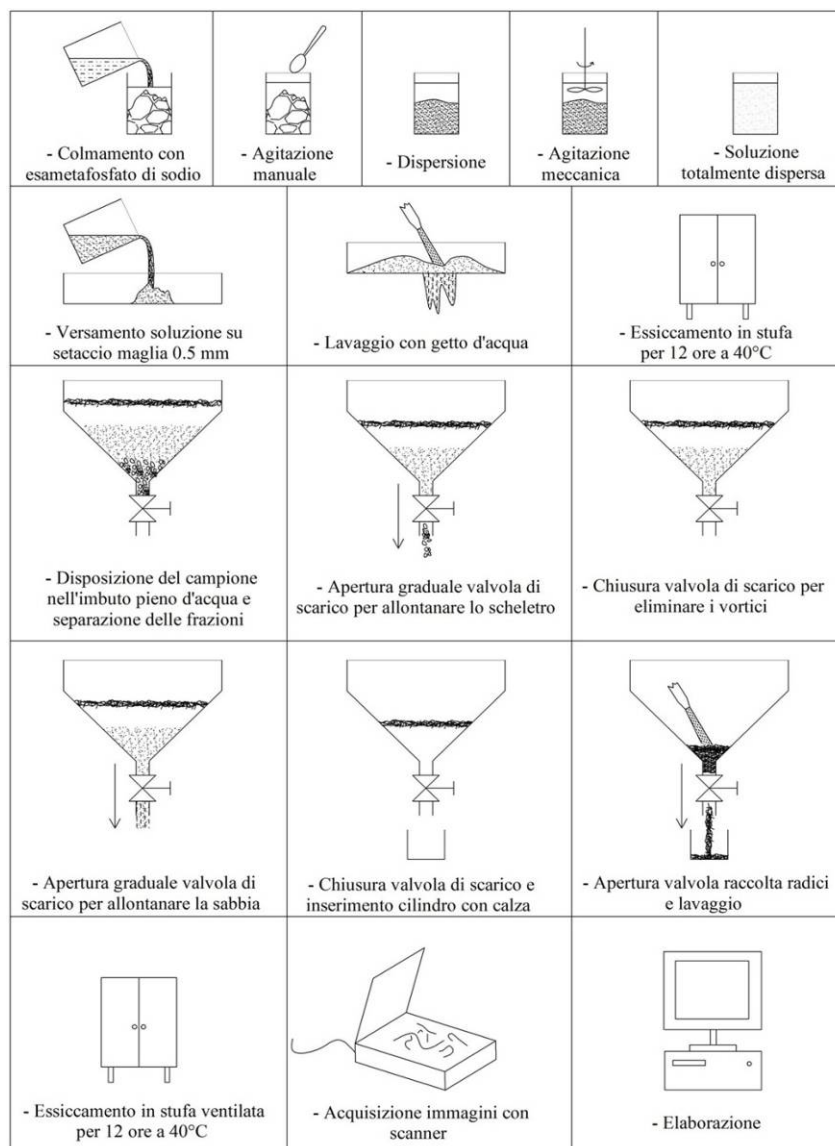 - Colmamento con
esametafosfato di sodio
- Agitazione
manuale
- Dispersione
- Agitazione
meccanica
- Soluzione
totalmente dispersa
- Versamento soluzione su
setaccio maglia 0.5 mm
- Lavaggio con getto d'acqua
- Essiccamento in stufa
per 12 ore a 40°C
- Disposizione del campione
nell'imbuto pieno d'acqua e
separazione delle frazioni
- Apertura graduale valvola di
scarico per allontanare lo scheletro
- Chiusura valvola di scarico per
eliminare i vortici
- Apertura graduale valvola di
scarico per allontanare la sabbia
- Chiusura valvola di scarico e
inserimento cilindro con calza
- Apertura valvola raccolta radici
e lavaggio
- Essiccamento in stufa ventilata
per 12 ore a 40°C
- Acquisizione immagini con
scanner
- Elaborazione